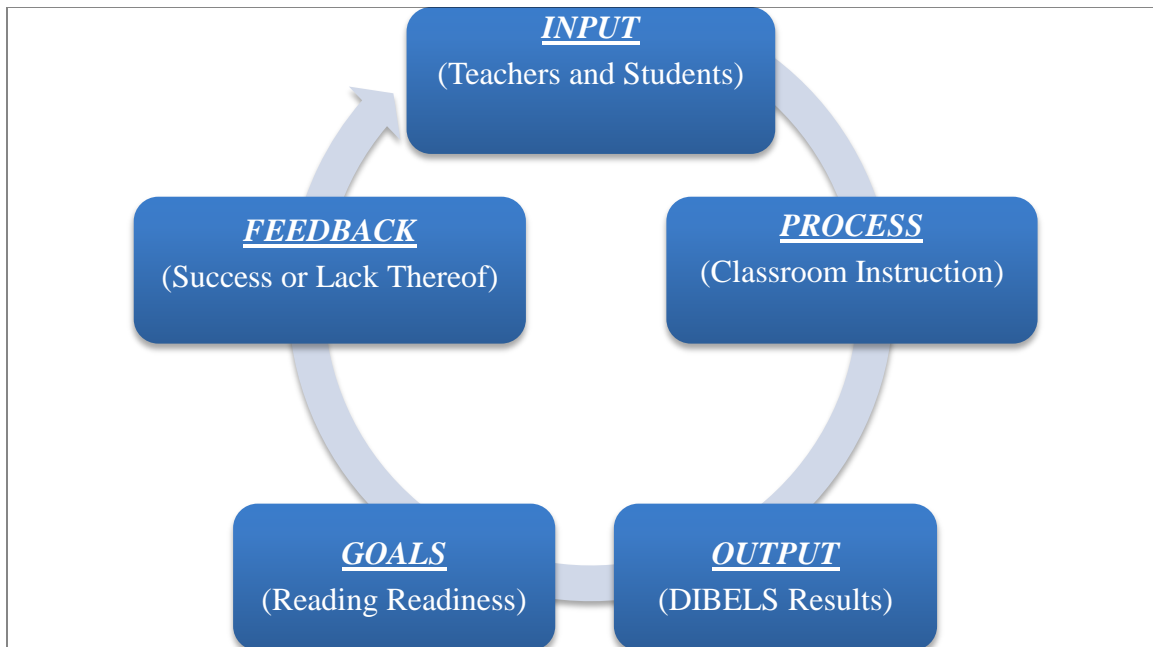 INPUT
(Teachers and Students)
PROCESS
(Classroom Instruction)
OUTPUT
(DIBELS Results)
GOALS
(Reading Readiness)
FEEDBACK
(Success or Lack Thereof)